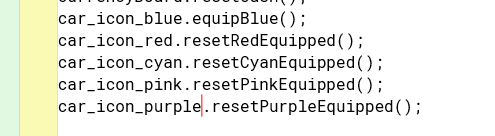 car_icon_blue.equipBlue();
car_icon_red.resetRedEquipped();
car_icon_cyan.resetCyanEquipped();
car_icon_pink.resetPinkEquipped();
car_icon_purple.resetPurpleEquipped();